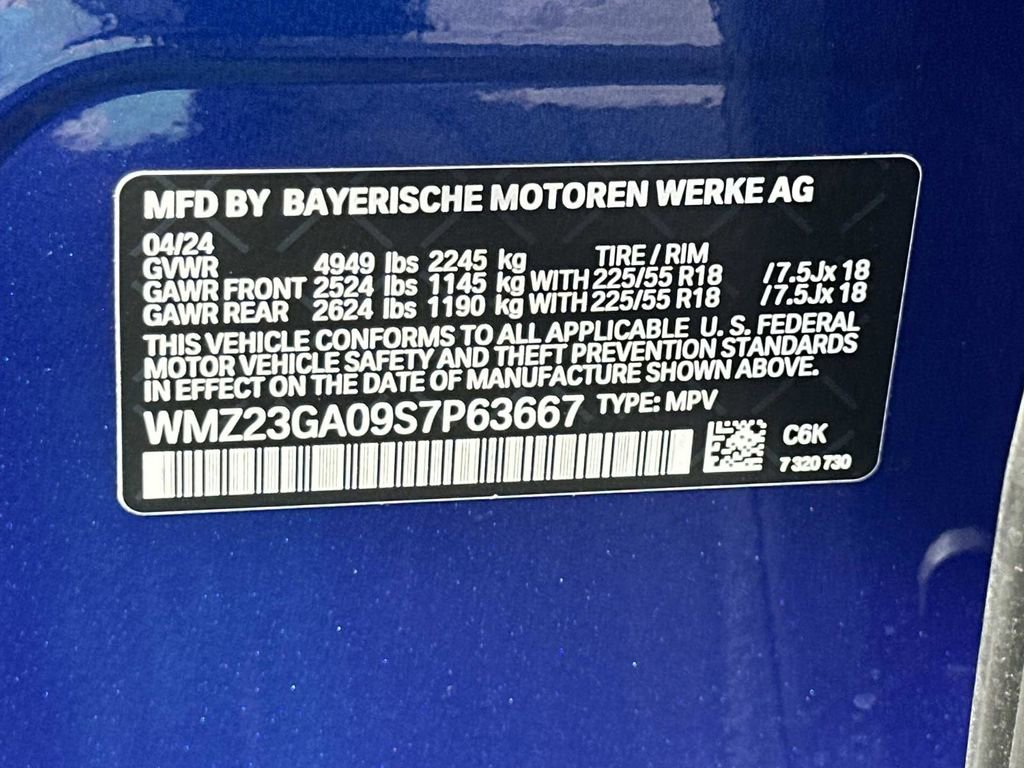 MFD BY BAYERISCHE MOTOREN WERKE AG
04/24 TIRE / RIM
GVWR 4949 lbs 2245 kg
GAWR FRONT 2524 lbs 1145 kg WITH 225/55 R18 /7.5Jx 18
GAWR REAR 2624 lbs 1190 kg WITH 225/55 R18 /7.5Jx 18
THIS VEHICLE CONFORMS TO ALL APPLICABLE U. S. FEDERAL
MOTOR VEHICLE SAFETY AND THEFT PREVENTION STANDARDS
IN EFFECT ON THE DATE OF MANUFACTURE SHOWN ABOVE.
WMZ23GA09S7P63667 TYPE: MPV
C6K
7 320 730